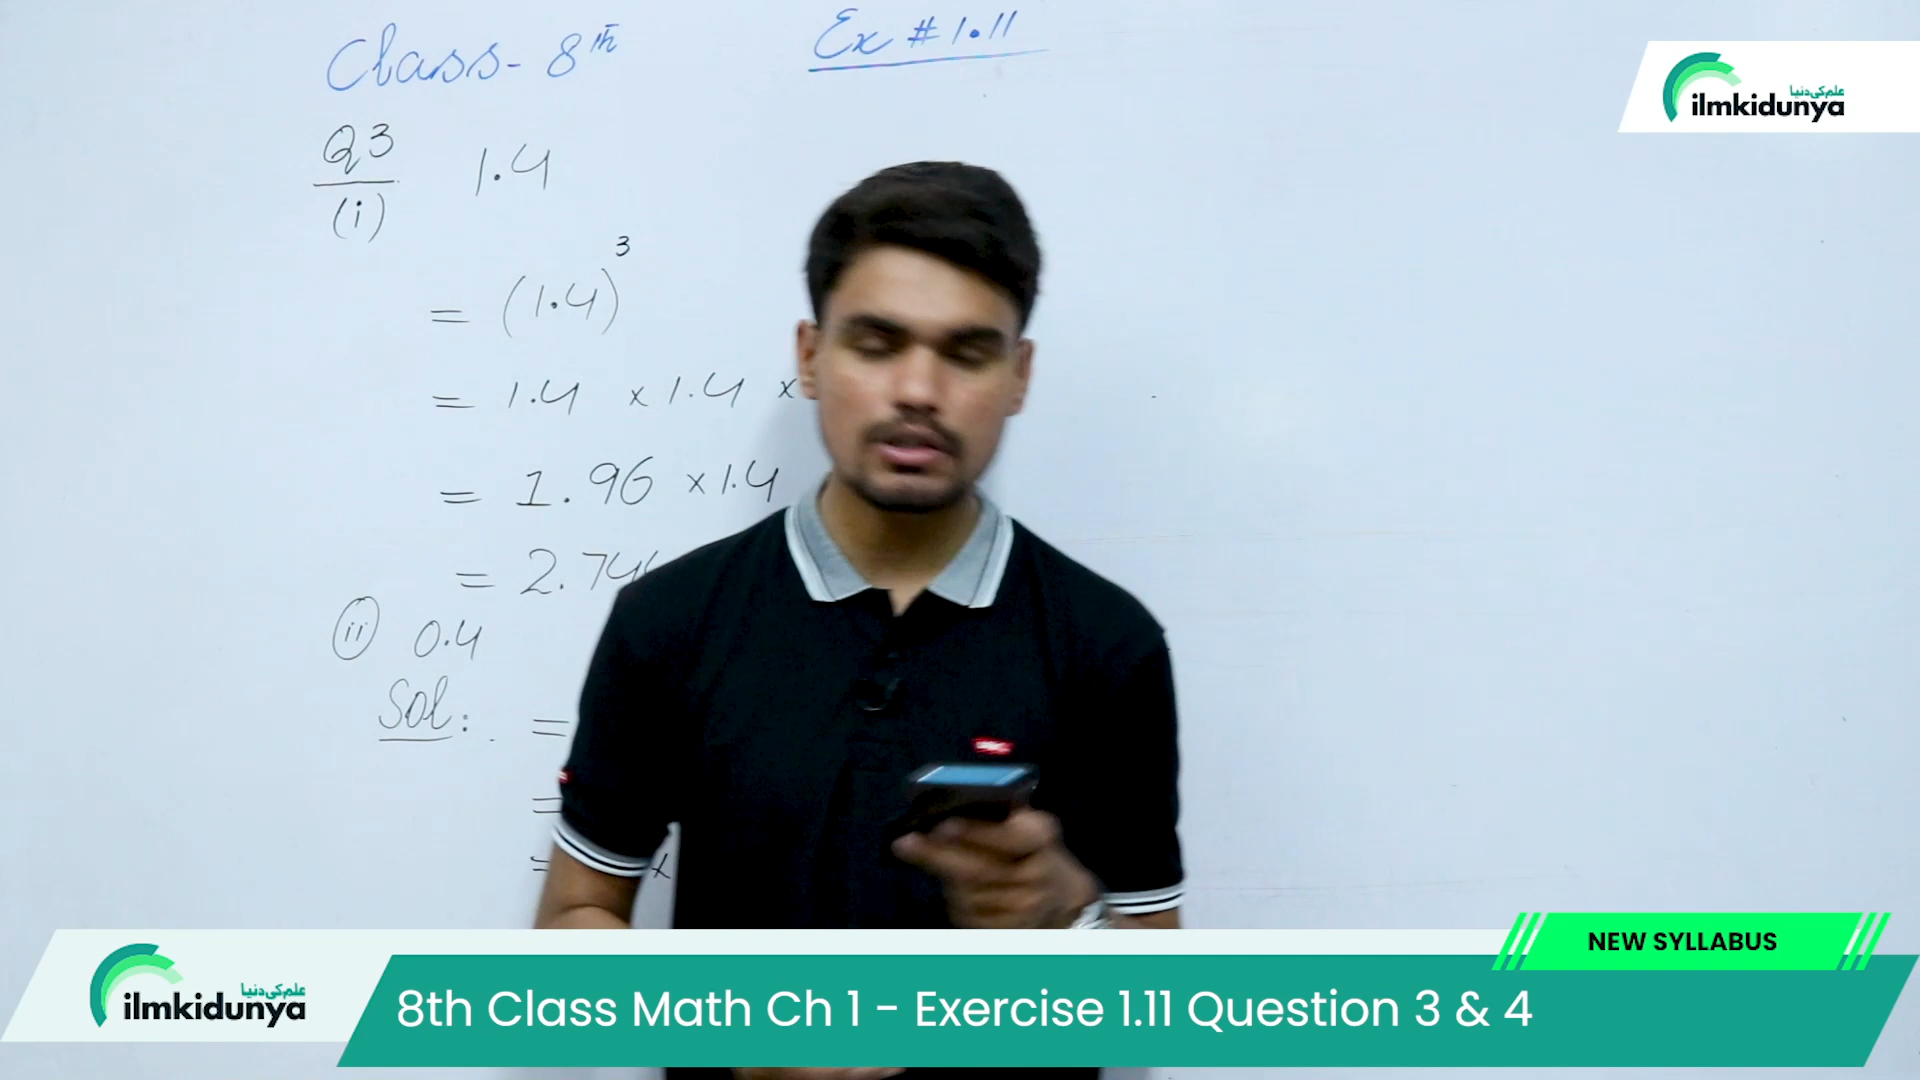 Class - 8th
Ex # 1.11
علم کی دنیا
ilmkidunya
Q3
(i)
1.4
= (1.4)³
= 1.4 × 1.4 ×
= 1.96 × 1.4
= 2.74
(ii) 0.4
Sol: =
=
= ×
NEW SYLLABUS
علم کی دنیا
ilmkidunya
8th Class Math Ch 1 - Exercise 1.11 Question 3 & 4